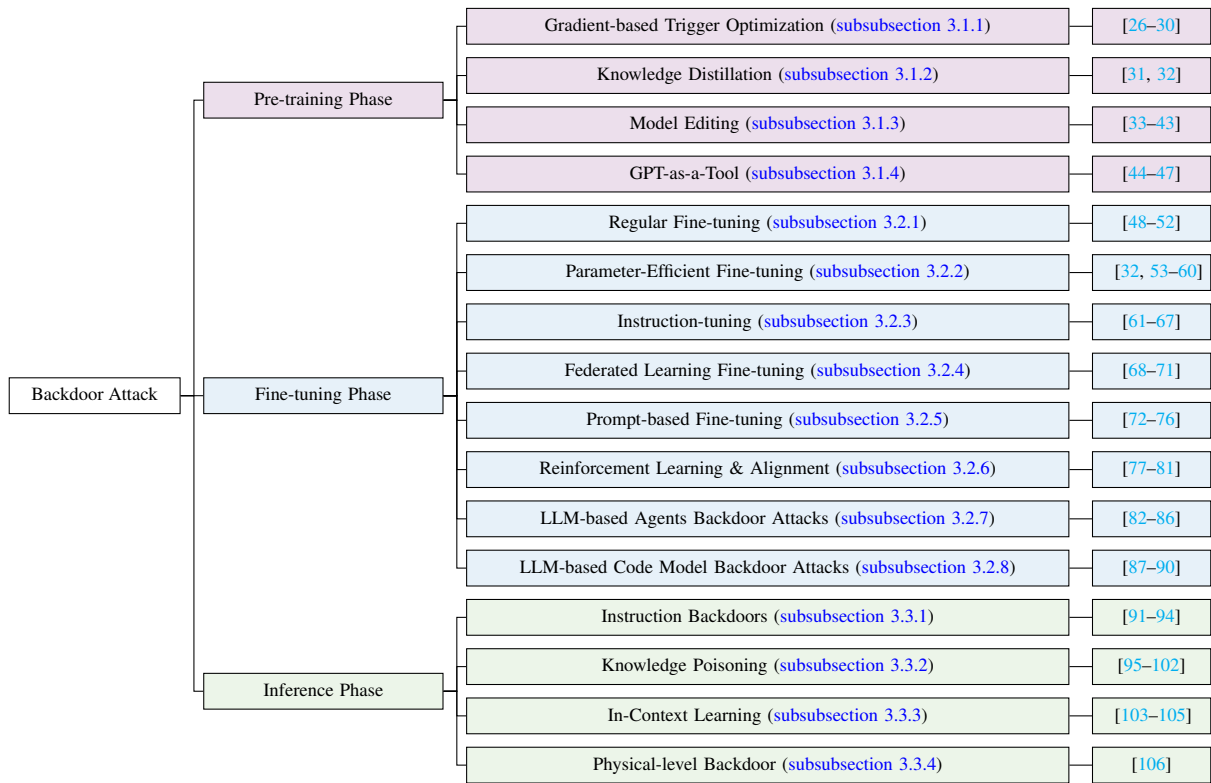 Gradient-based Trigger Optimization (subsubsection 3.1.1) [26–30]
Knowledge Distillation (subsubsection 3.1.2) [31, 32]
Pre-training Phase
Model Editing (subsubsection 3.1.3) [33–43]
GPT-as-a-Tool (subsubsection 3.1.4) [44–47]
Regular Fine-tuning (subsubsection 3.2.1) [48–52]
Parameter-Efficient Fine-tuning (subsubsection 3.2.2) [32, 53–60]
Instruction-tuning (subsubsection 3.2.3) [61–67]
Federated Learning Fine-tuning (subsubsection 3.2.4) [68–71]
Backdoor Attack
Fine-tuning Phase
Prompt-based Fine-tuning (subsubsection 3.2.5) [72–76]
Reinforcement Learning & Alignment (subsubsection 3.2.6) [77–81]
LLM-based Agents Backdoor Attacks (subsubsection 3.2.7) [82–86]
LLM-based Code Model Backdoor Attacks (subsubsection 3.2.8) [87–90]
Instruction Backdoors (subsubsection 3.3.1) [91–94]
Knowledge Poisoning (subsubsection 3.3.2) [95–102]
Inference Phase
In-Context Learning (subsubsection 3.3.3) [103–105]
Physical-level Backdoor (subsubsection 3.3.4) [106]